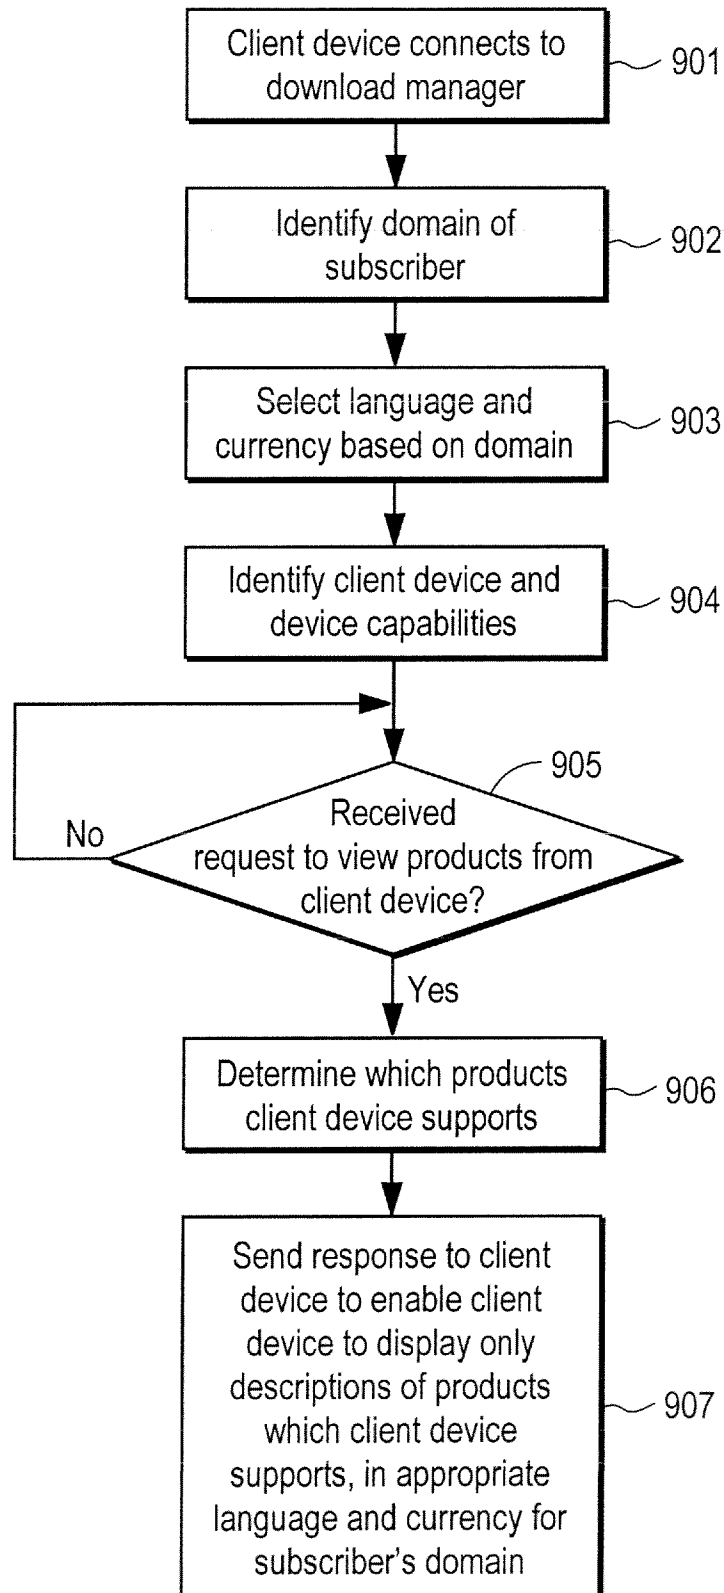 Client device connects to
download manager
901
Identify domain of
subscriber
902
Select language and
currency based on domain
903
Identify client device and
device capabilities
904
905
Received
request to view products from
client device?
No
Yes
Determine which products
client device supports
906
Send response to client
device to enable client
device to display only
descriptions of products
which client device
supports, in appropriate
language and currency for
subscriber's domain
907